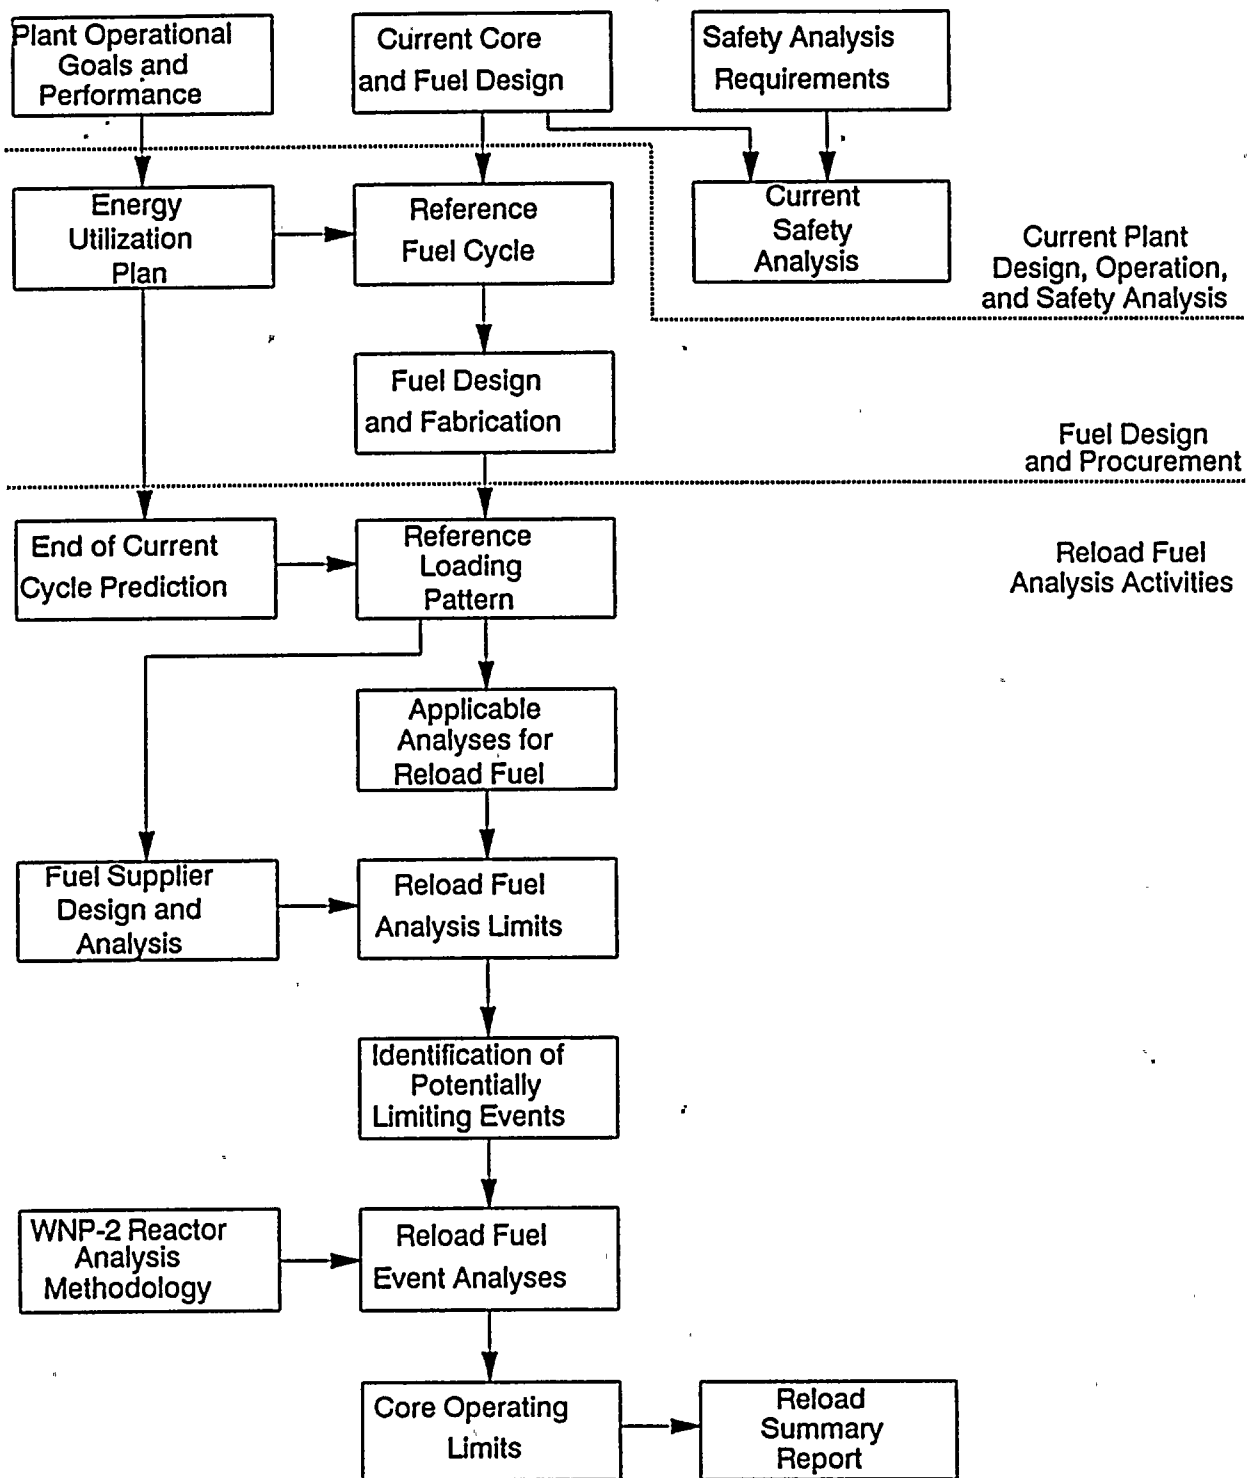 Plant Operational
Goals and
Performance
Current Core
and Fuel Design
Safety Analysis
Requirements
Energy
Utilization
Plan
Reference
Fuel Cycle
Current
Safety
Analysis
Current Plant
Design, Operation,
and Safety Analysis
Fuel Design
and Fabrication
Fuel Design
and Procurement
End of Current
Cycle Prediction
Reference
Loading
Pattern
Reload Fuel
Analysis Activities
Applicable
Analyses for
Reload Fuel
Fuel Supplier
Design and
Analysis
Reload Fuel
Analysis Limits
Identification of
Potentially
Limiting Events
WNP-2 Reactor
Analysis
Methodology
Reload Fuel
Event Analyses
Core Operating
Limits
Reload
Summary
Report